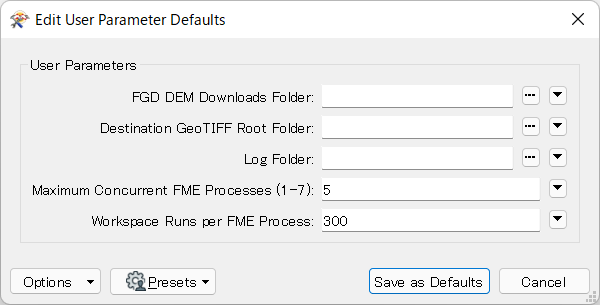 Edit User Parameter Defaults
User Parameters
FGD DEM Downloads Folder:
Destination GeoTIFF Root Folder:
Log Folder:
Maximum Concurrent FME Processes (1-7): 5
Workspace Runs per FME Process: 300
Options Presets Save as Defaults Cancel